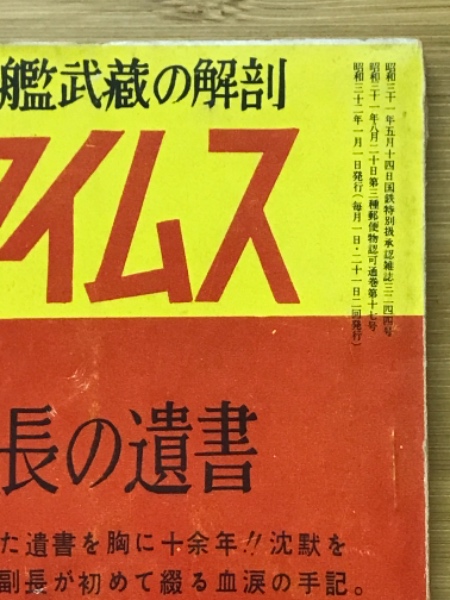 艦武蔵の解剖
タイムス
昭和三十一年五月十四日国鉄特別扱承認雑誌三二四四号
昭和三十一年八月二十日第三種郵便物認可通巻第十七号
昭和三十二年一月一日発行(毎月一日・二十一日二回発行)
長の遺書
た遺書を胸に十余年!!沈默を
副長が初めて綴る血涙の手記。